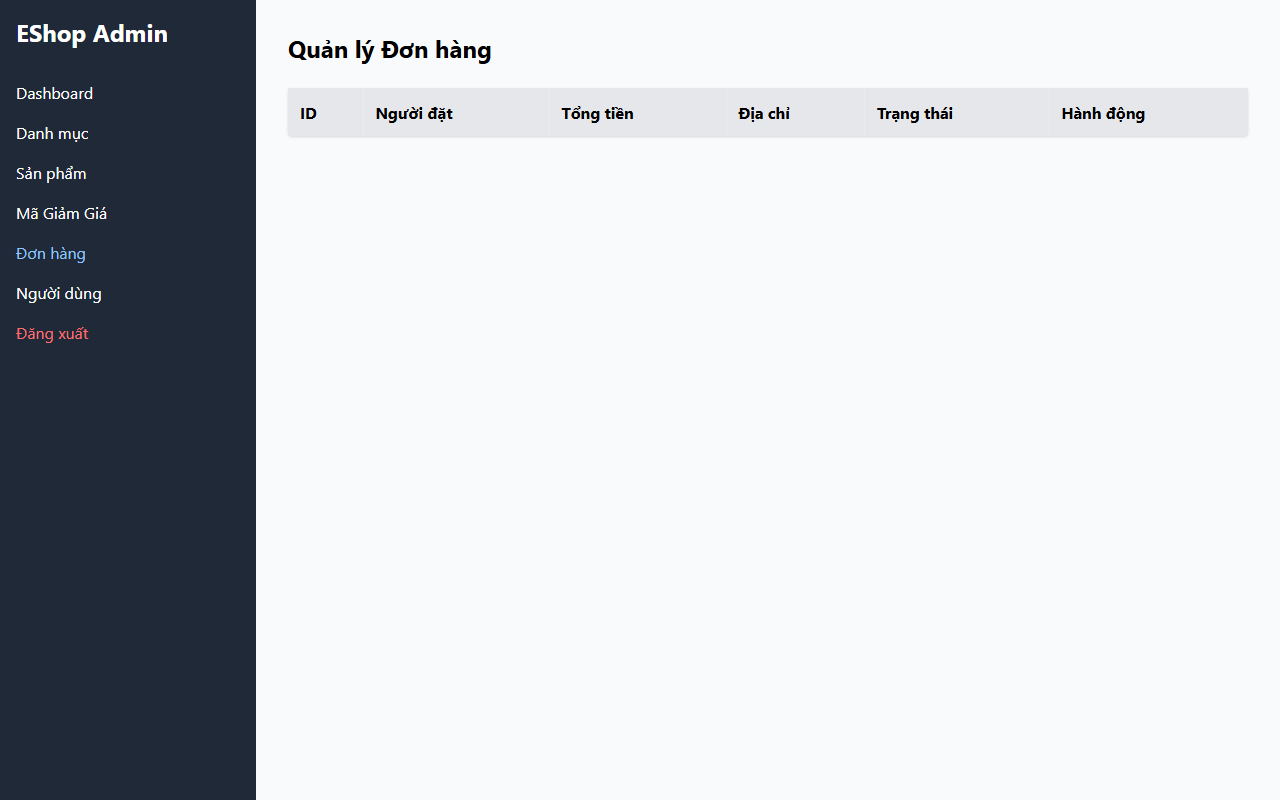 EShop Admin
Dashboard
Danh mục
Sản phẩm
Mã Giảm Giá
Đơn hàng
Người dùng
Đăng xuất
Quản lý Đơn hàng
ID Người đặt Tổng tiền Địa chỉ Trạng thái Hành động